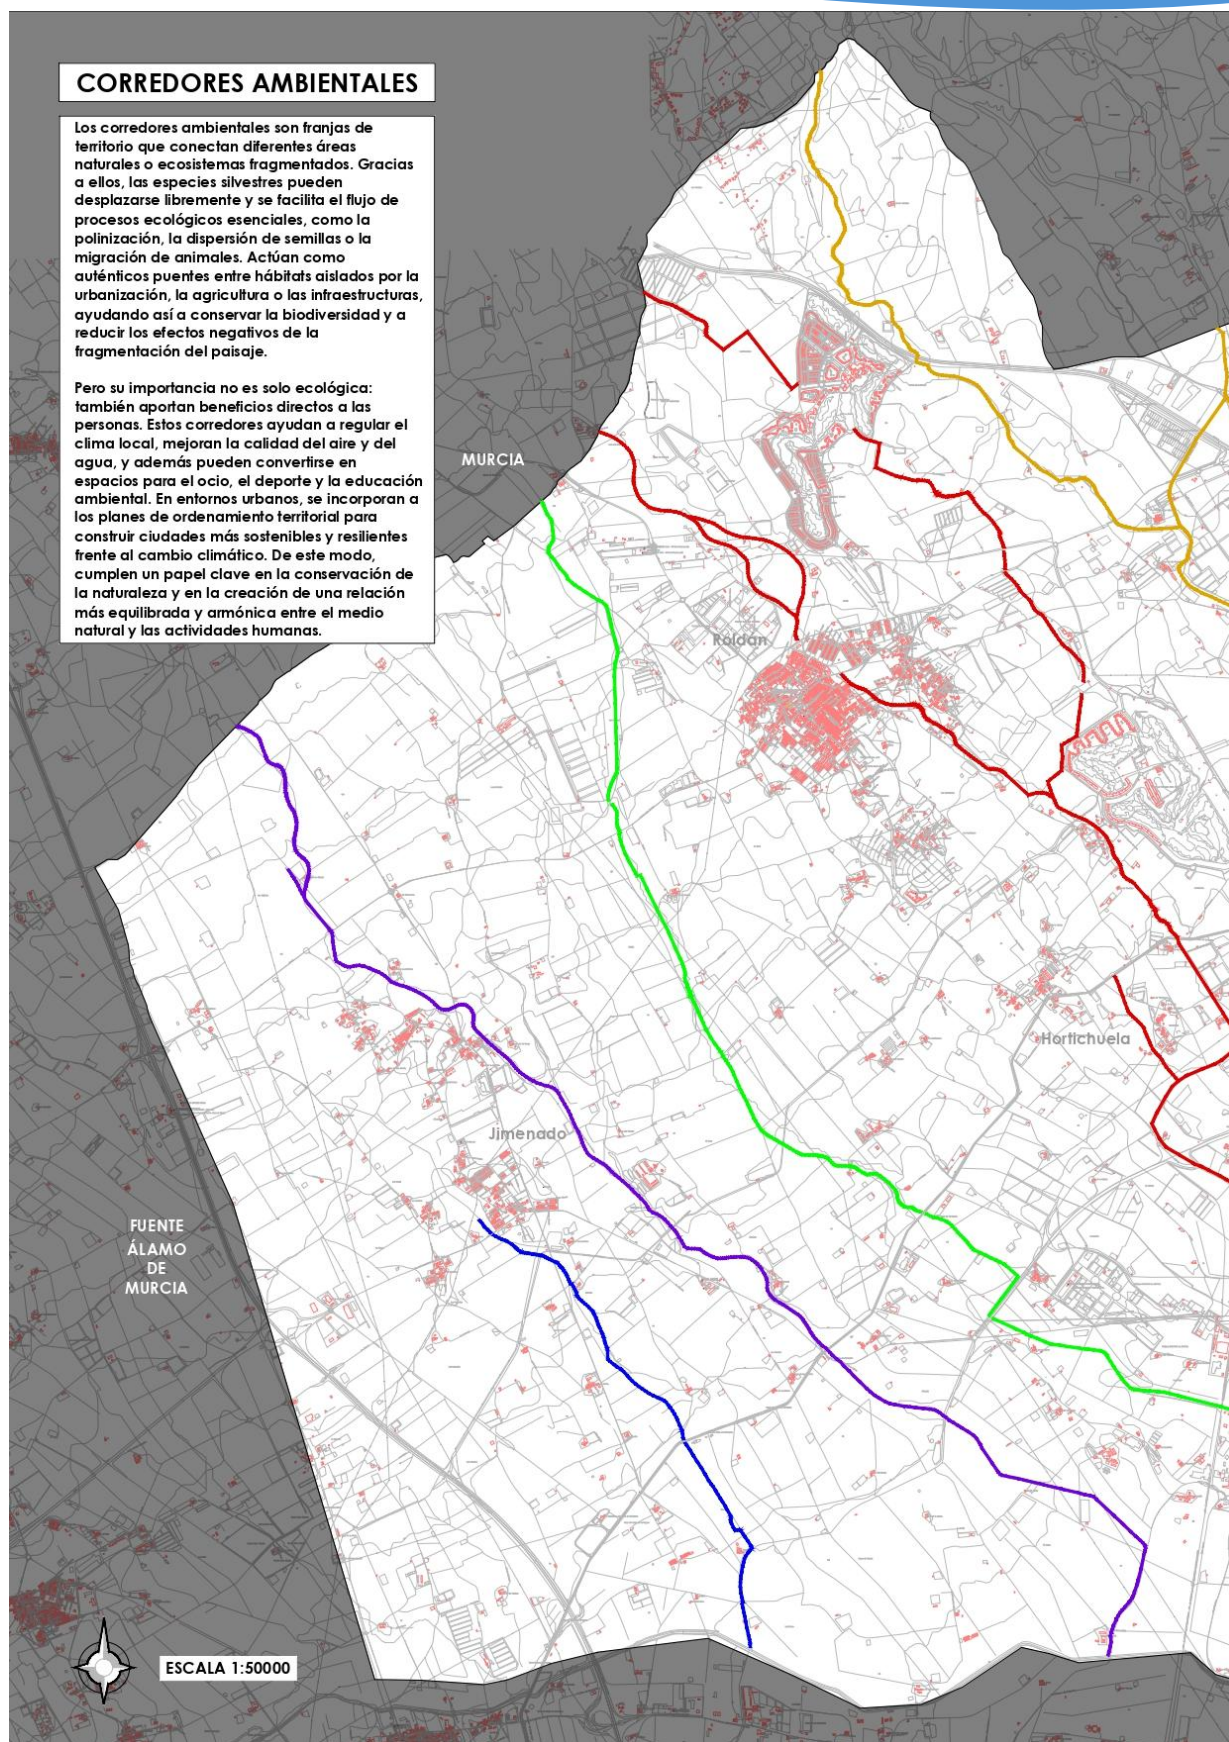 CORREDORES AMBIENTALES
Los corredores ambientales son franjas de
territorio que conectan diferentes áreas
naturales o ecosistemas fragmentados. Gracias
a ellos, las especies silvestres pueden
desplazarse libremente y se facilita el flujo de
procesos ecológicos esenciales, como la
polinización, la dispersión de semillas o la
migración de animales. Actúan como
auténticos puentes entre hábitats aislados por la
urbanización, la agricultura o las infraestructuras,
ayudando así a conservar la biodiversidad y a
reducir los efectos negativos de la
fragmentación del paisaje.
Pero su importancia no es solo ecológica:
también aportan beneficios directos a las
personas. Estos corredores ayudan a regular el
clima local, mejoran la calidad del aire y del
agua, y además pueden convertirse en
espacios para el ocio, el deporte y la educación
ambiental. En entornos urbanos, se incorporan a
los planes de ordenamiento territorial para
construir ciudades más sostenibles y resilientes
frente al cambio climático. De este modo,
cumplen un papel clave en la conservación de
la naturaleza y en la creación de una relación
más equilibrada y armónica entre el medio
natural y las actividades humanas.
MURCIA
Roldán
Hortichuela
Jimenado
FUENTE
ÁLAMO
DE
MURCIA
ESCALA 1:50000